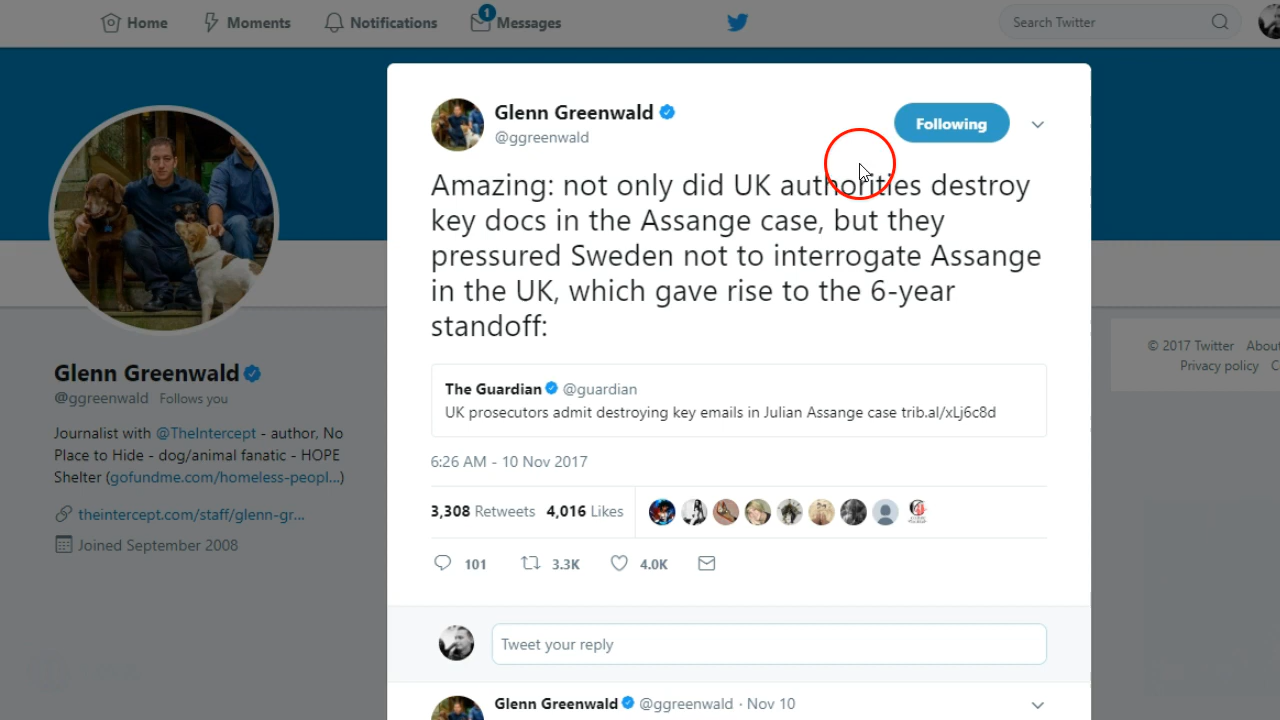 Home
Moments
Notifications
1
Messages
Search Twitter
Glenn Greenwald
@ggreenwald
Following
Amazing: not only did UK authorities destroy
key docs in the Assange case, but they
pressured Sweden not to interrogate Assange
in the UK, which gave rise to the 6-year
standoff:
The Guardian @guardian
UK prosecutors admit destroying key emails in Julian Assange case trib.al/xLj6c8d
6:26 AM - 10 Nov 2017
3,308 Retweets 4,016 Likes
101 3.3K 4.0K
Tweet your reply
Glenn Greenwald @ggreenwald · Nov 10
Glenn Greenwald
@ggreenwald Follows you
Journalist with @TheIntercept - author, No
Place to Hide - dog/animal fanatic - HOPE
Shelter (gofundme.com/homeless-peopl...)
theintercept.com/staff/glenn-gr...
Joined September 2008
© 2017 Twitter About
Privacy policy C